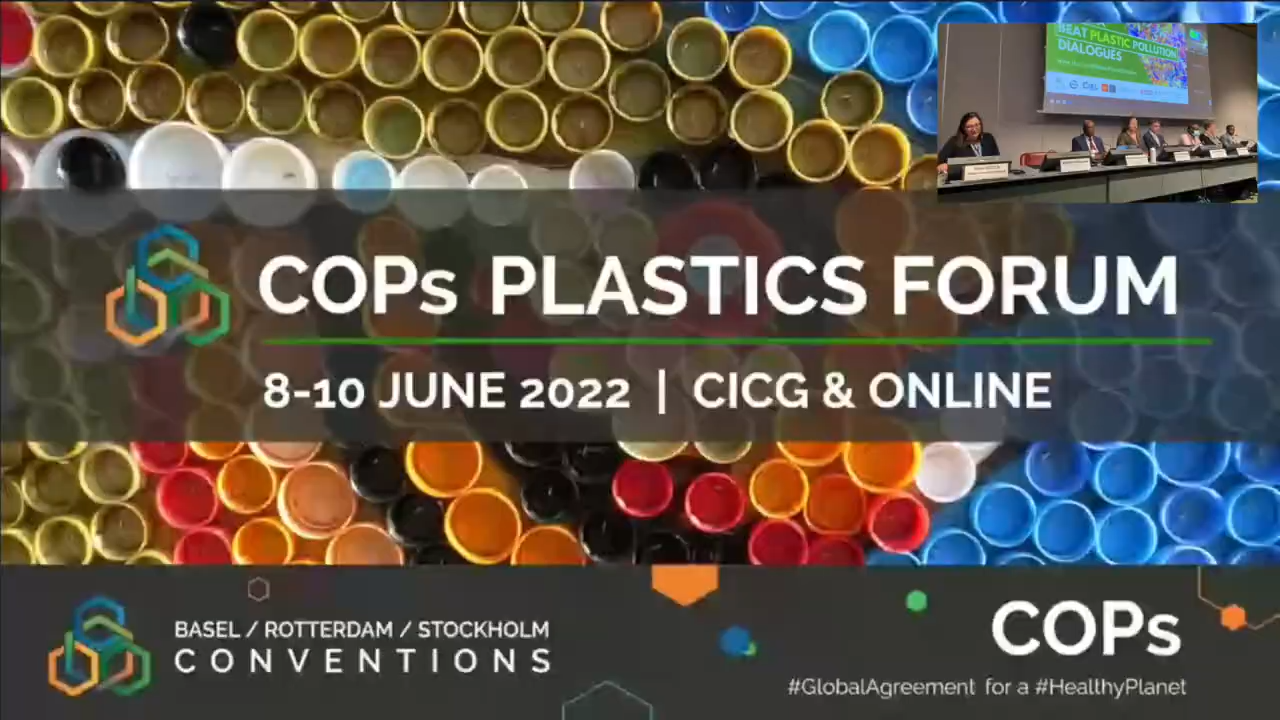 BEAT PLASTIC POLLUTION
DIALOGUES
COPs PLASTICS FORUM
8-10 JUNE 2022 | CICG & ONLINE
BASEL / ROTTERDAM / STOCKHOLM
CONVENTIONS
COPs
#GlobalAgreement for a #HealthyPlanet